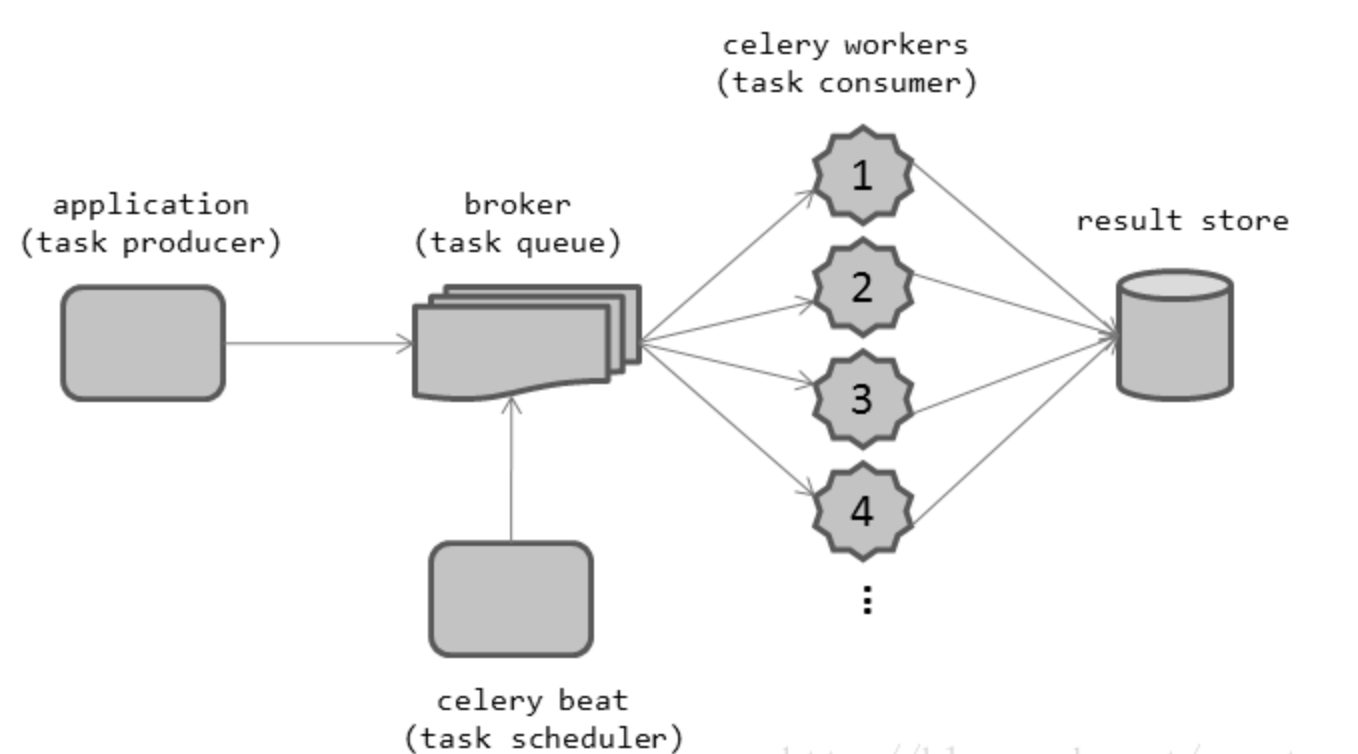 celery workers
(task consumer)
application
(task producer)
broker
(task queue)
result store
1
2
3
4
celery beat
(task scheduler)